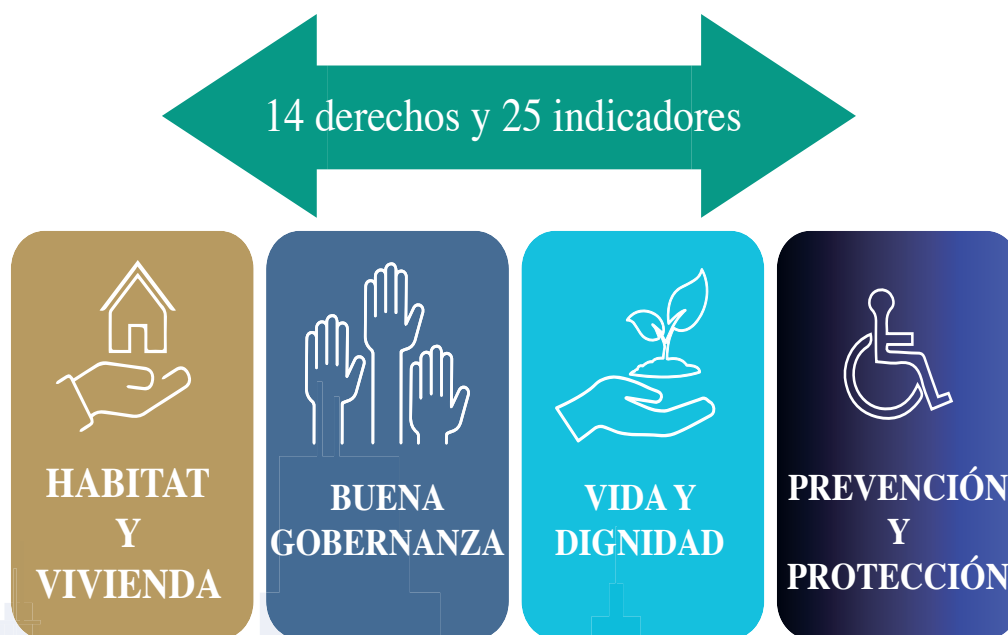 14 derechos y 25 indicadores
HABITAT
Y
VIVIENDA
BUENA
GOBERNANZA
VIDA Y
DIGNIDAD
PREVENCIÓN
Y
PROTECCIÓN